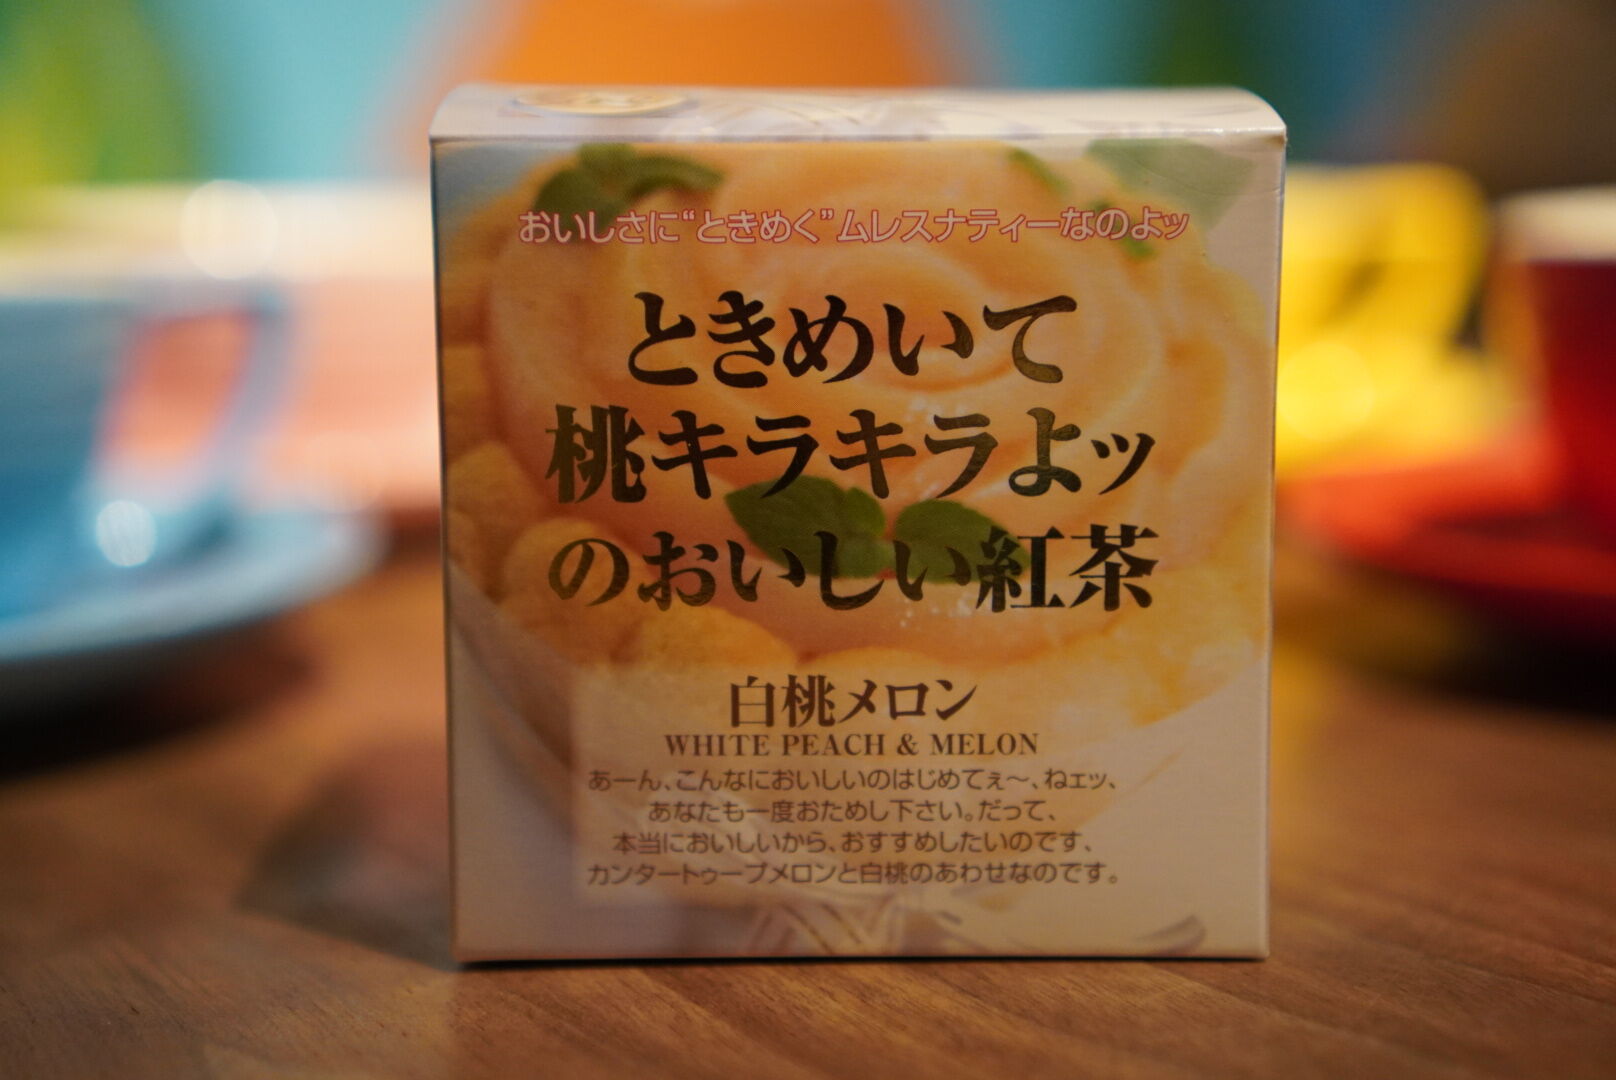 おいしさに“ときめく”ムレスナティーなのよッ
ときめいて
桃キラキラよッ
のおいしい紅茶
白桃メロン
WHITE PEACH & MELON
あーん、こんなにおいしいのはじめてぇ〜、ねェッ、
あなたも一度おためし下さい。だって、
本当においしいから、おすすめしたいのです、
カンタートゥープメロンと白桃のあわせなのです。